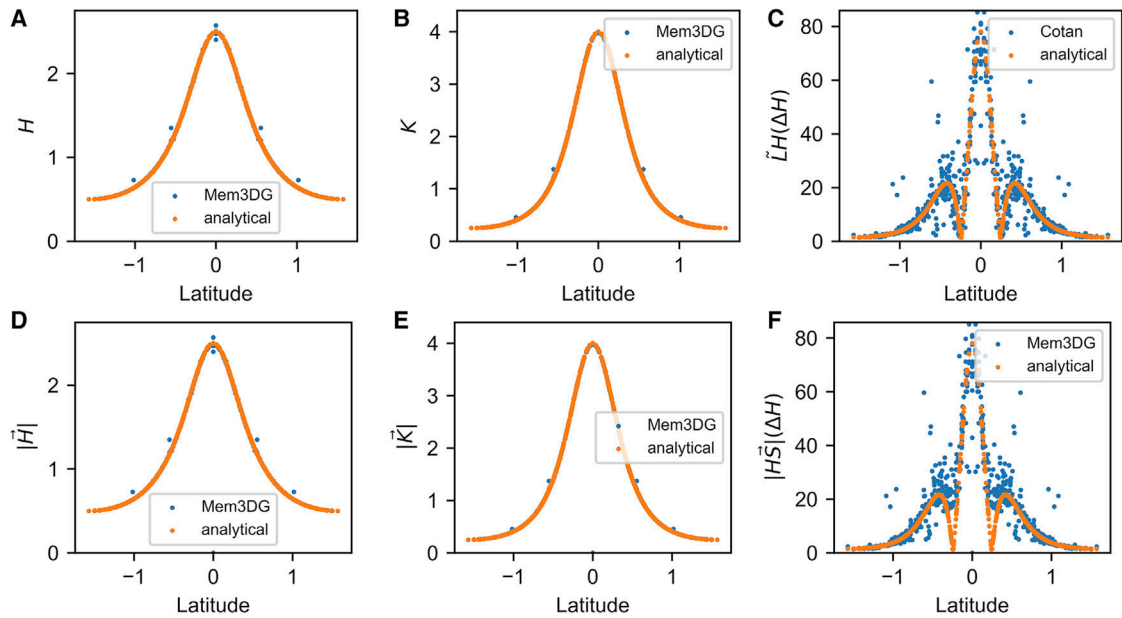 A
H
2
1
0
−1
0
1
Latitude
Mem3DG
analytical
B
K
4
3
2
1
0
−1
0
1
Latitude
Mem3DG
analytical
C
L̃H(ΔH)
80
60
40
20
0
−1
0
1
Latitude
Cotan
analytical
D
|H⃗|
2
1
0
−1
0
1
Latitude
Mem3DG
analytical
E
|K⃗|
4
3
2
1
0
−1
0
1
Latitude
Mem3DG
analytical
F
|HS⃗|(ΔH)
80
60
40
20
0
−1
0
1
Latitude
Mem3DG
analytical